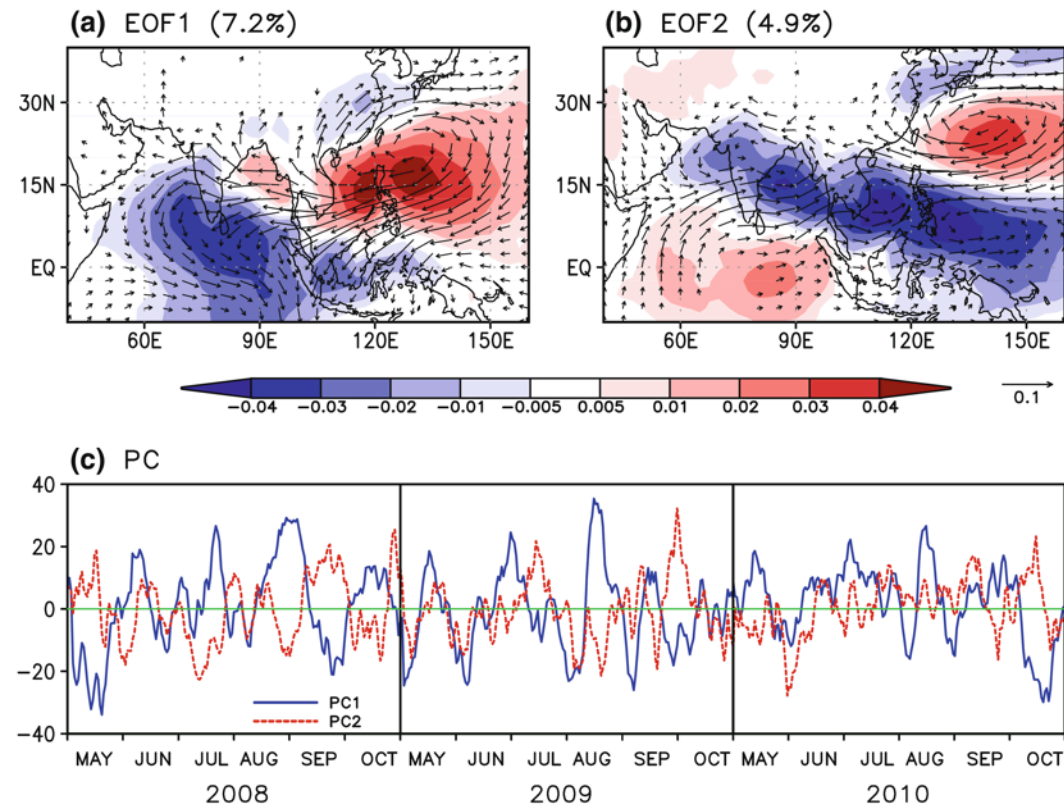 (a) EOF1 (7.2%)
(b) EOF2 (4.9%)
30N
15N
EQ
60E 90E 120E 150E
30N
15N
EQ
60E 90E 120E 150E
−0.04 −0.03 −0.02 −0.01 −0.005 0.005 0.01 0.02 0.03 0.04
0.1
(c) PC
40
20
0
−20
−40
PC1
PC2
MAY JUN JUL AUG SEP OCT MAY JUN JUL AUG SEP OCT MAY JUN JUL AUG SEP OCT
2008 2009 2010